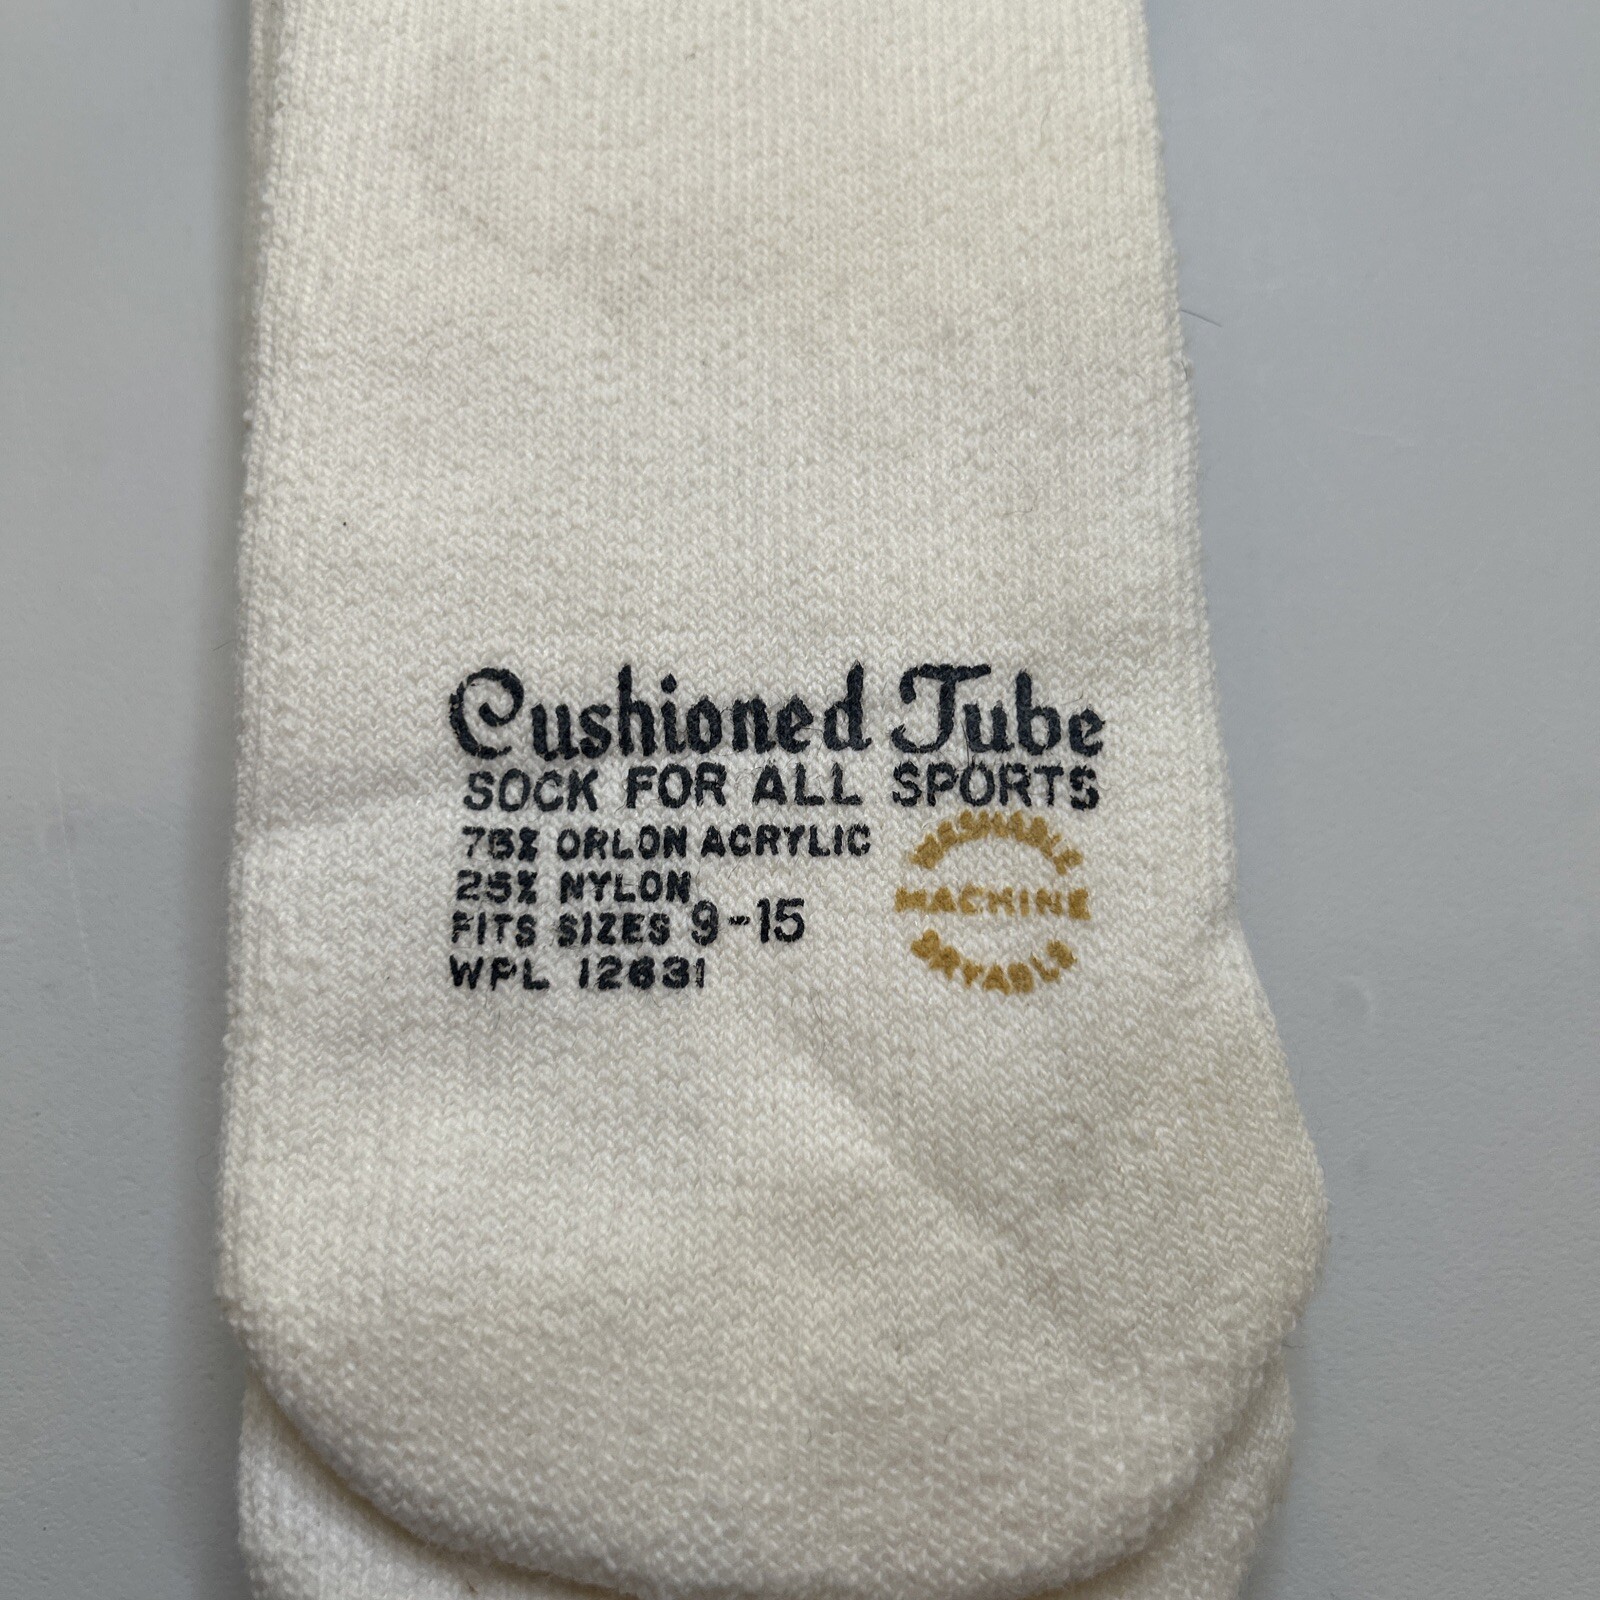 Cushioned Tube
SOCK FOR ALL SPORTS
75% ORLON ACRYLIC
25% NYLON
FITS SIZES 9-15
WPL 12631
WASHABLE
MACHINE
DRYABLE